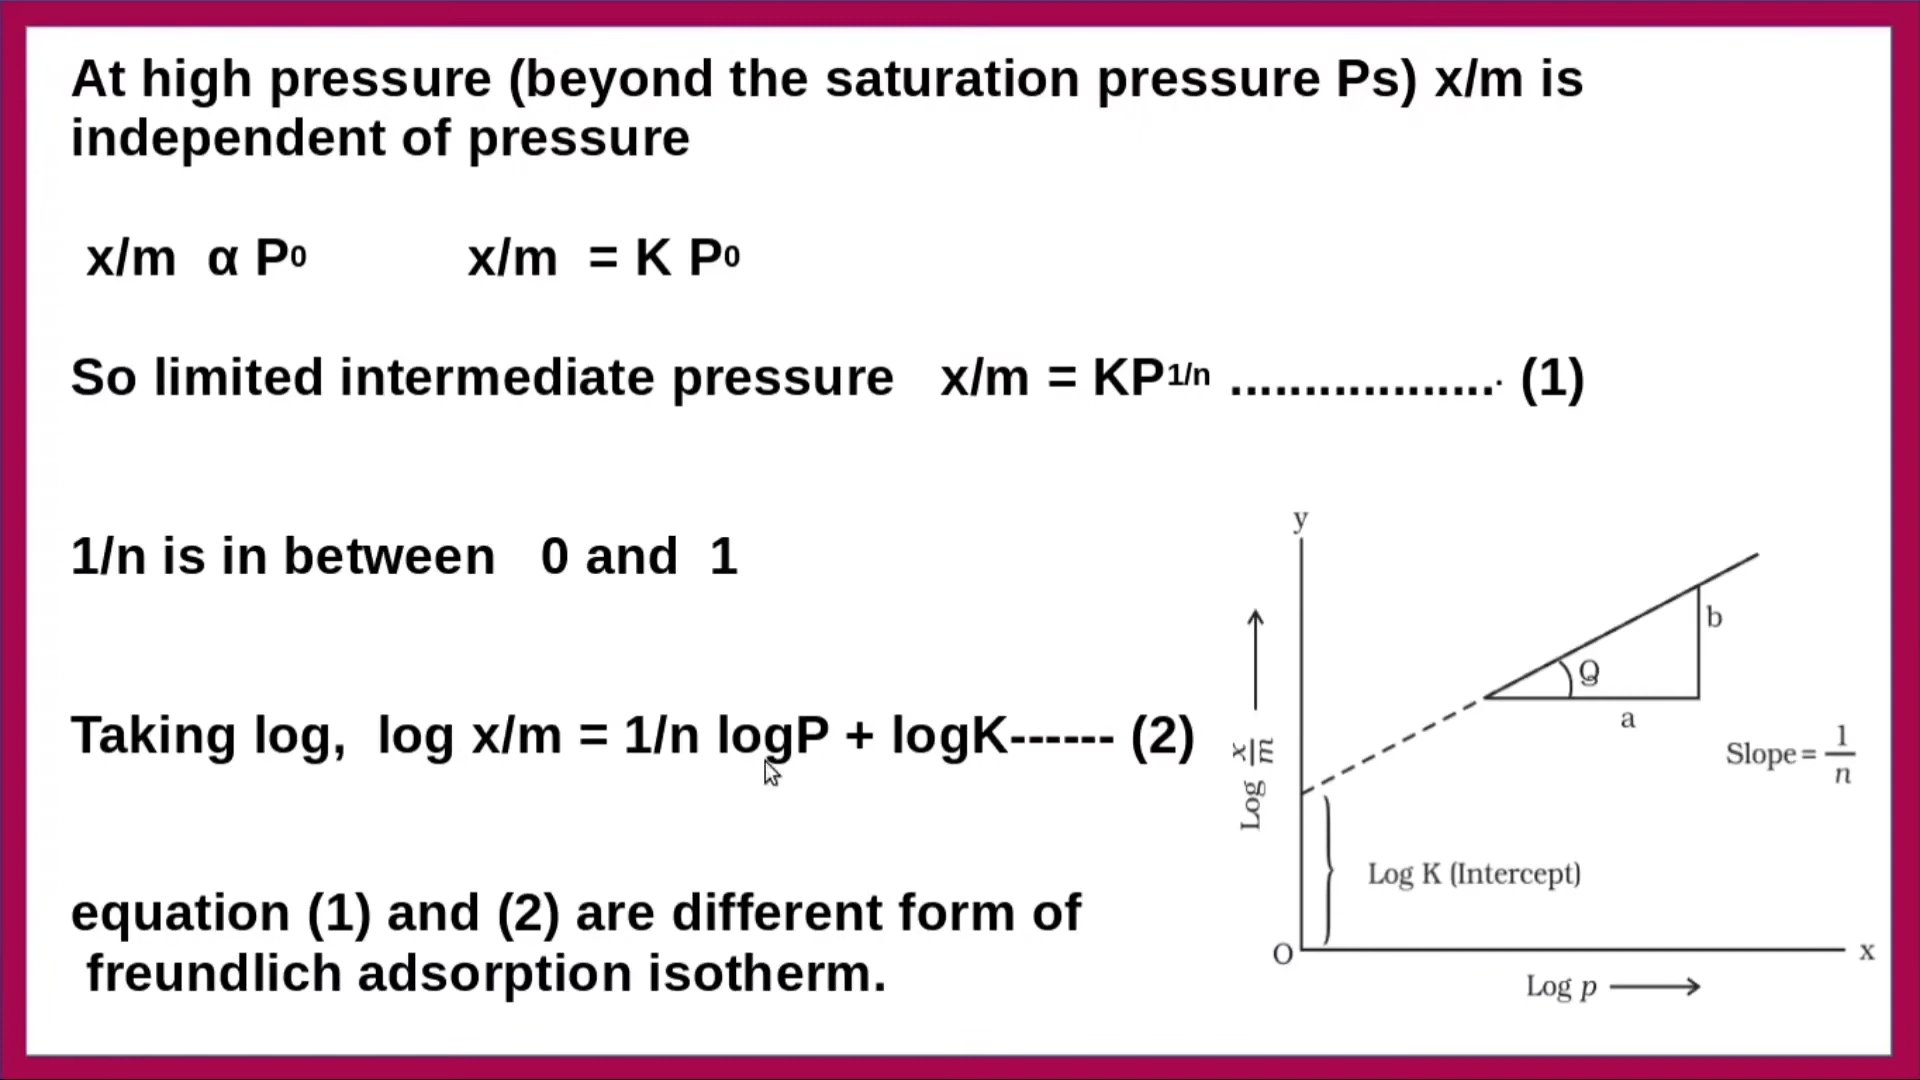 At high pressure (beyond the saturation pressure Ps) x/m is
independent of pressure
x/m α P⁰ x/m = K P⁰
So limited intermediate pressure x/m = KP¹/ⁿ ................... (1)
1/n is in between 0 and 1
Taking log, log x/m = 1/n logP + logK------ (2)
equation (1) and (2) are different form of
freundlich adsorption isotherm.
y
b
Q
a
Slope = 1/n
Log x/m
Log K (Intercept)
O
x
Log p